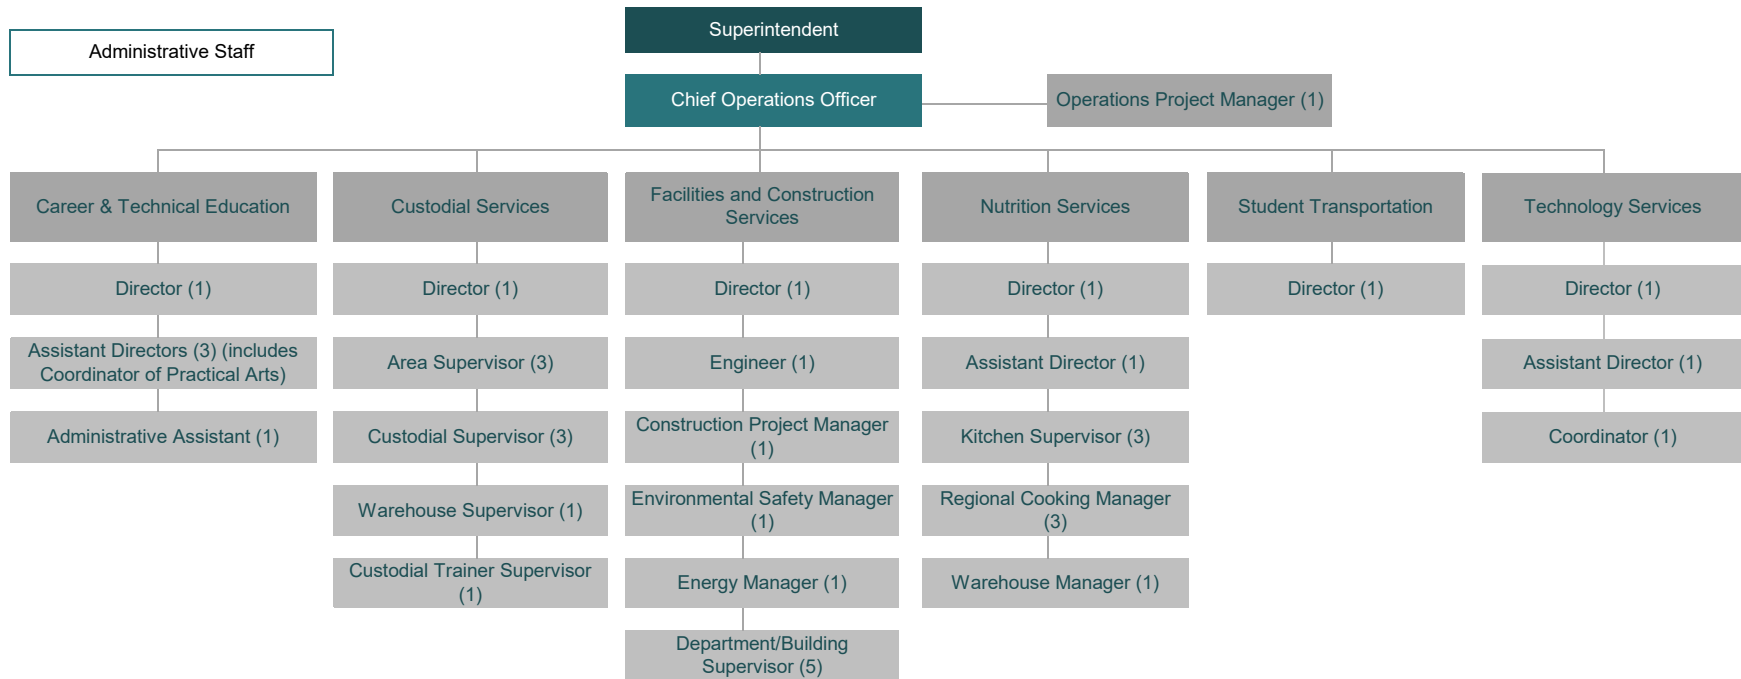 Administrative Staff
Superintendent
Chief Operations Officer
Operations Project Manager (1)
Career & Technical Education
Director (1)
Assistant Directors (3) (includes
Coordinator of Practical Arts)
Administrative Assistant (1)
Custodial Services
Director (1)
Area Supervisor (3)
Custodial Supervisor (3)
Warehouse Supervisor (1)
Custodial Trainer Supervisor
(1)
Facilities and Construction
Services
Director (1)
Engineer (1)
Construction Project Manager
(1)
Environmental Safety Manager
(1)
Energy Manager (1)
Department/Building
Supervisor (5)
Nutrition Services
Director (1)
Assistant Director (1)
Kitchen Supervisor (3)
Regional Cooking Manager
(3)
Warehouse Manager (1)
Student Transportation
Director (1)
Technology Services
Director (1)
Assistant Director (1)
Coordinator (1)